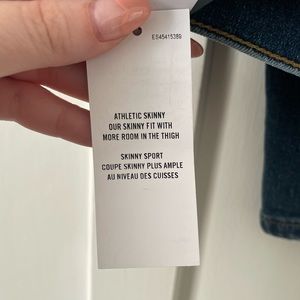 ES45415389
ATHLETIC SKINNY
OUR SKINNY FIT WITH
MORE ROOM IN THE THIGH
SKINNY SPORT
COUPE SKINNY PLUS AMPLE
AU NIVEAU DES CUISSES